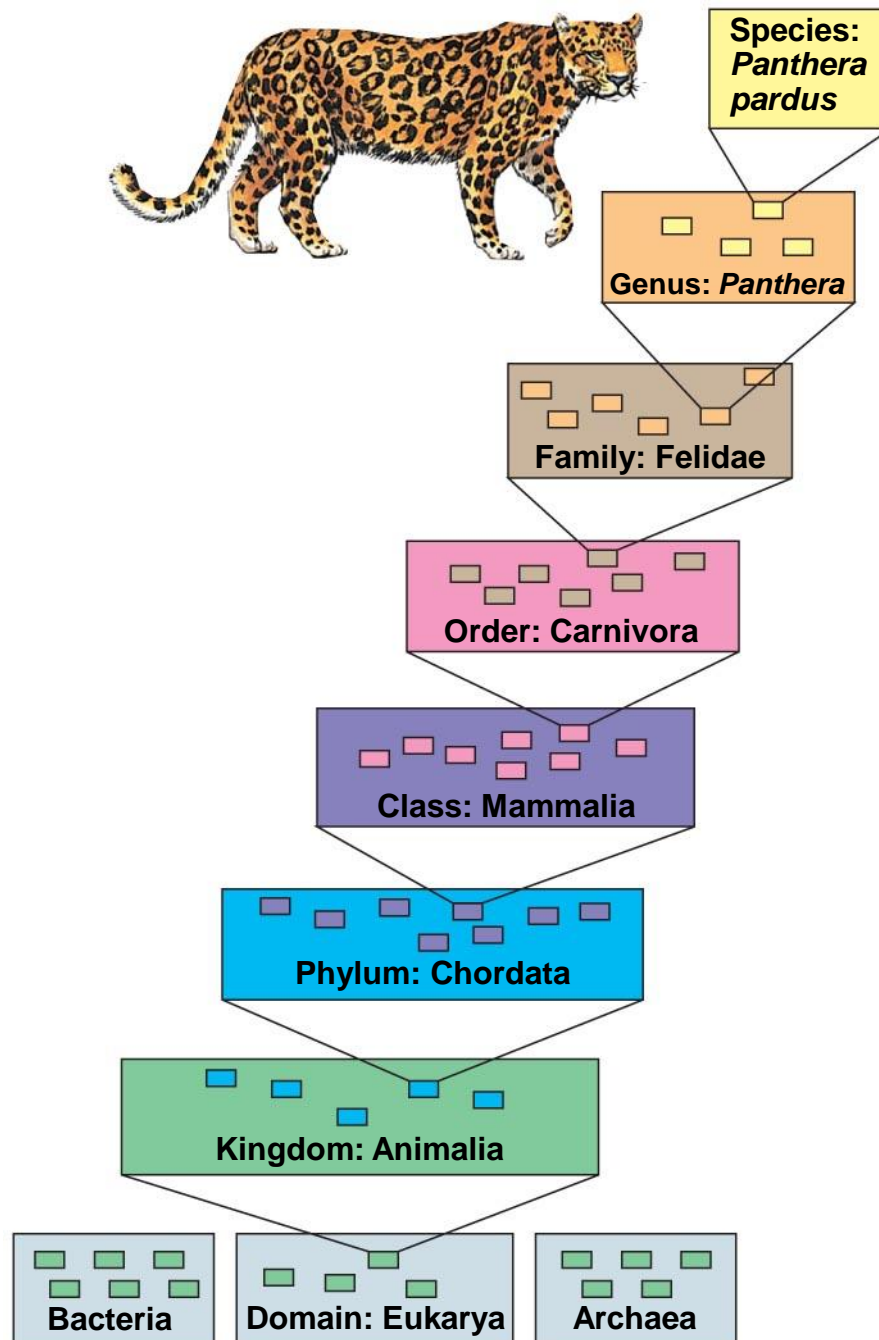 Species:
Panthera
pardus
Genus: Panthera
Family: Felidae
Order: Carnivora
Class: Mammalia
Phylum: Chordata
Kingdom: Animalia
Bacteria
Domain: Eukarya
Archaea